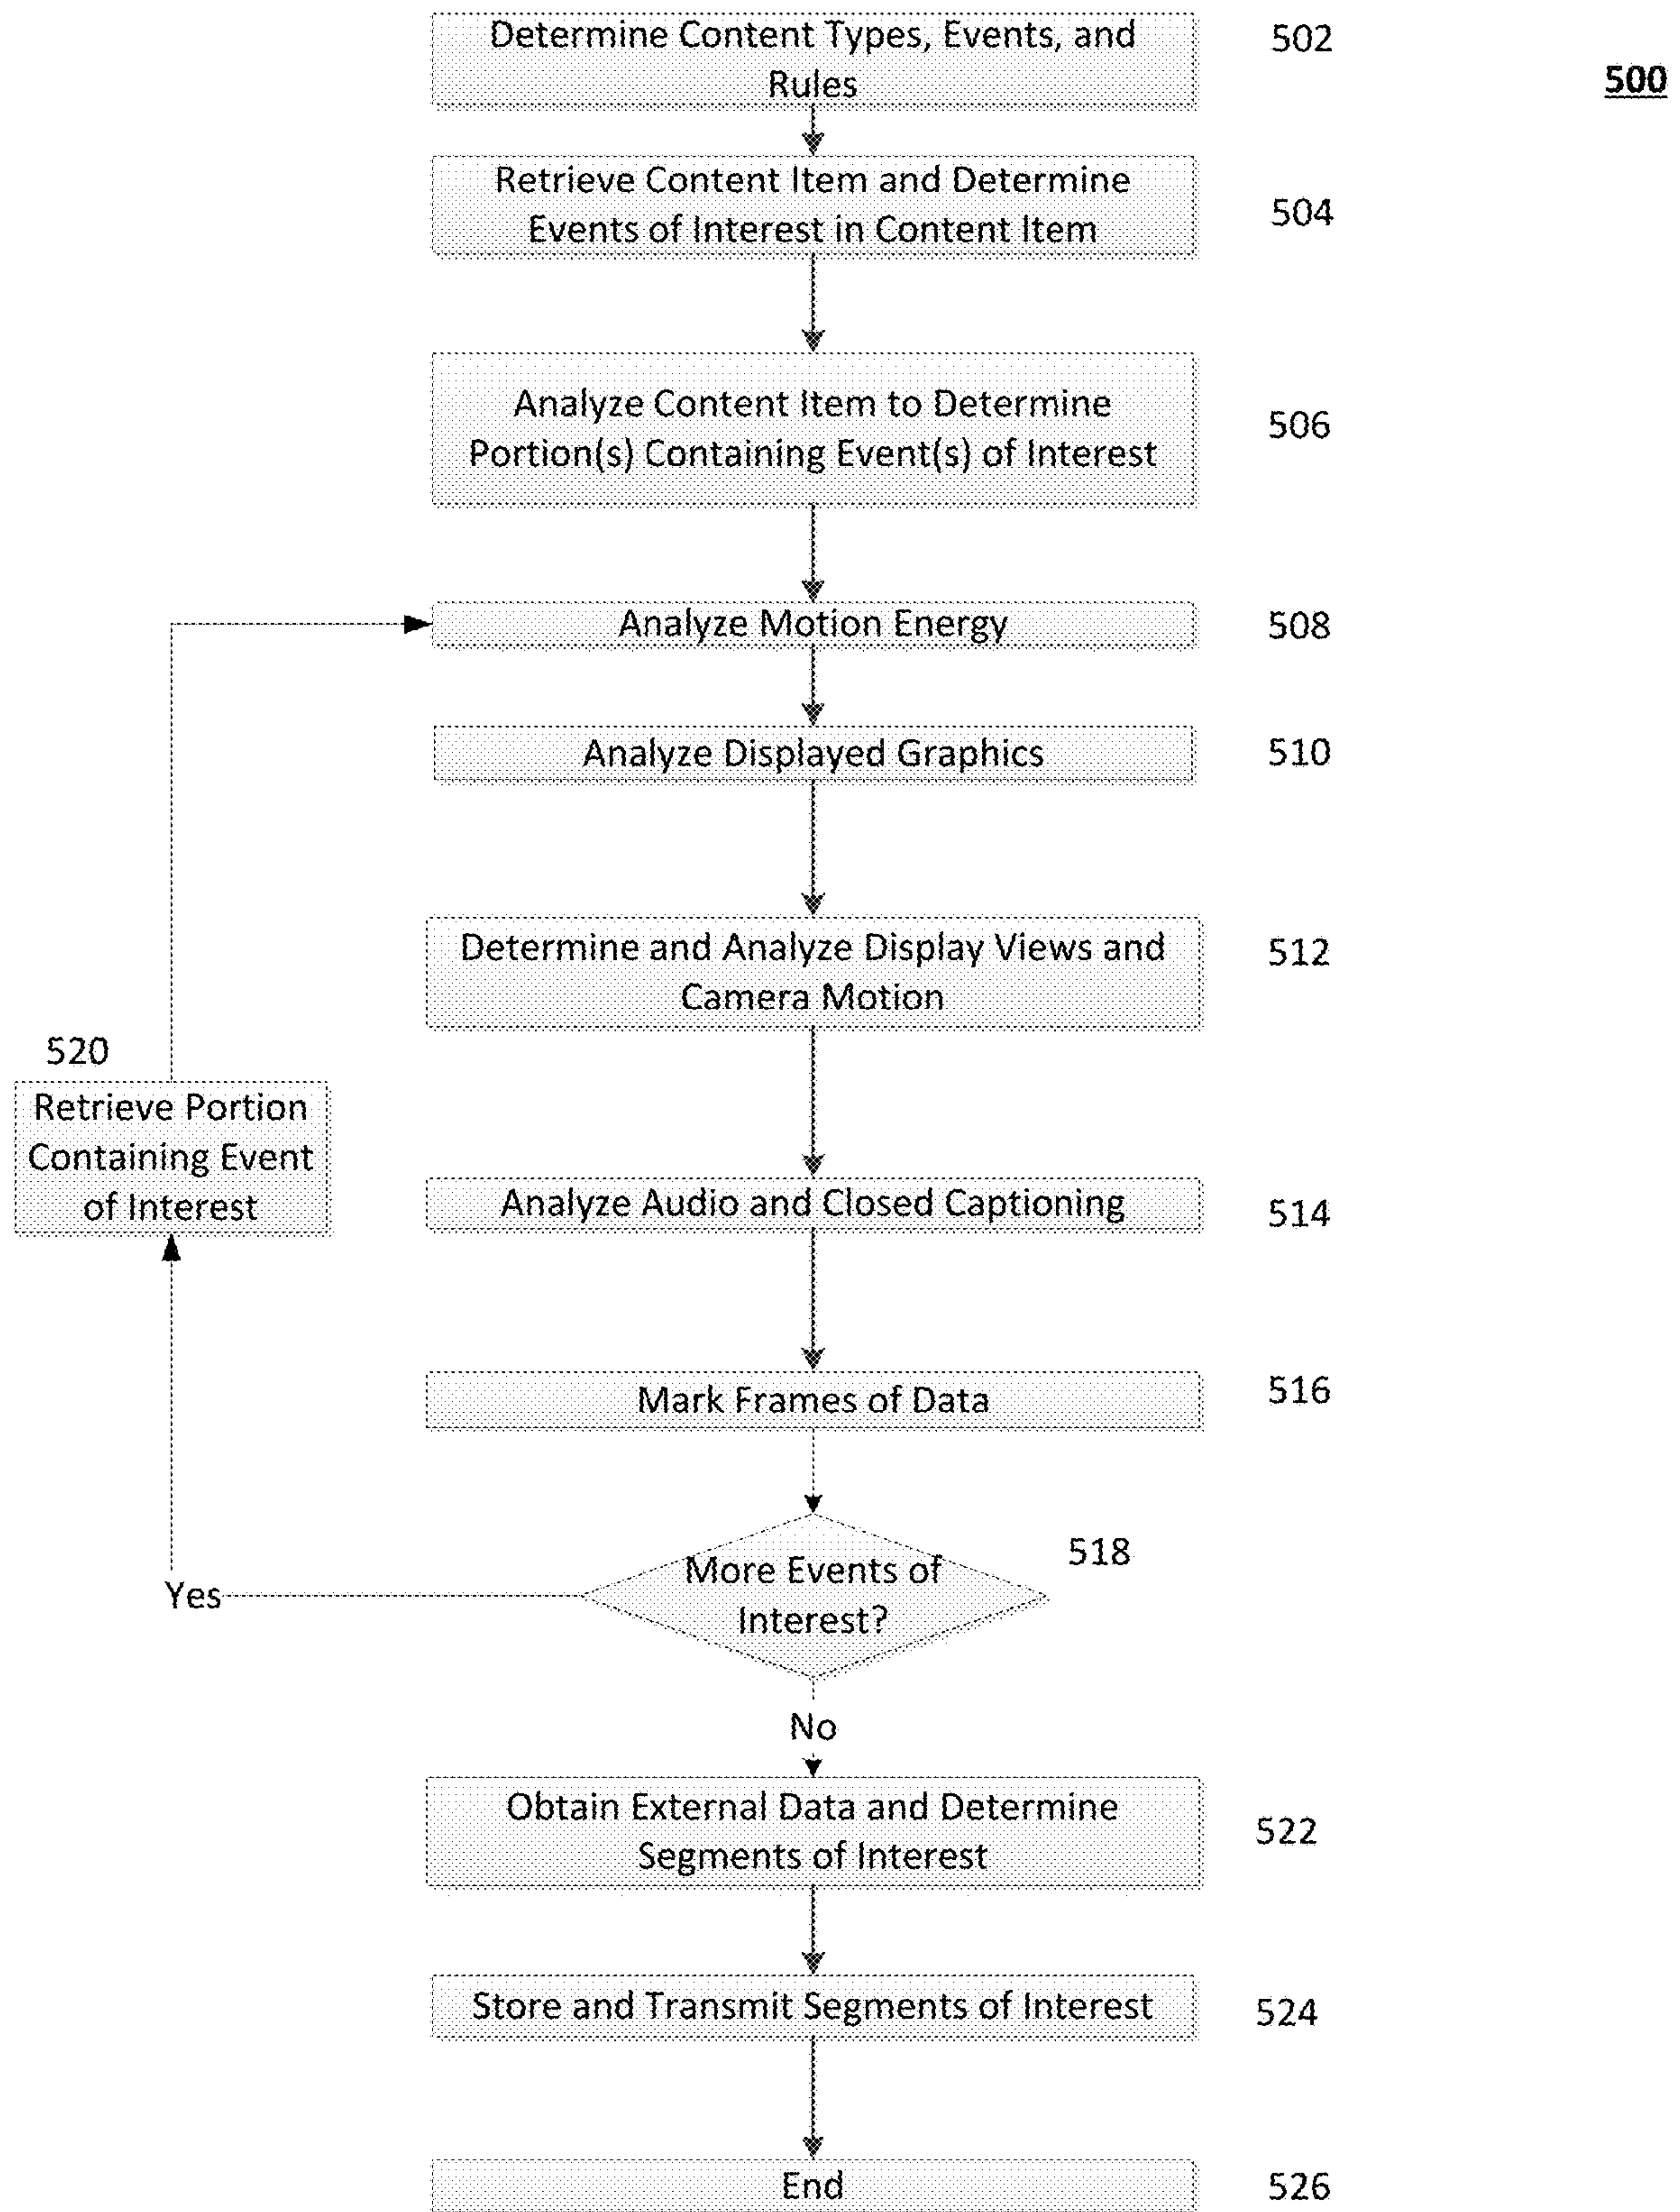 Determine Content Types, Events, and
Rules
502
500
Retrieve Content Item and Determine
Events of Interest in Content Item
504
Analyze Content Item to Determine
Portion(s) Containing Event(s) of Interest
506
Analyze Motion Energy
508
Analyze Displayed Graphics
510
Determine and Analyze Display Views and
Camera Motion
512
520
Retrieve Portion
Containing Event
of Interest
Analyze Audio and Closed Captioning
514
Mark Frames of Data
516
More Events of
Interest?
518
Yes
No
Obtain External Data and Determine
Segments of Interest
522
Store and Transmit Segments of Interest
524
End
526